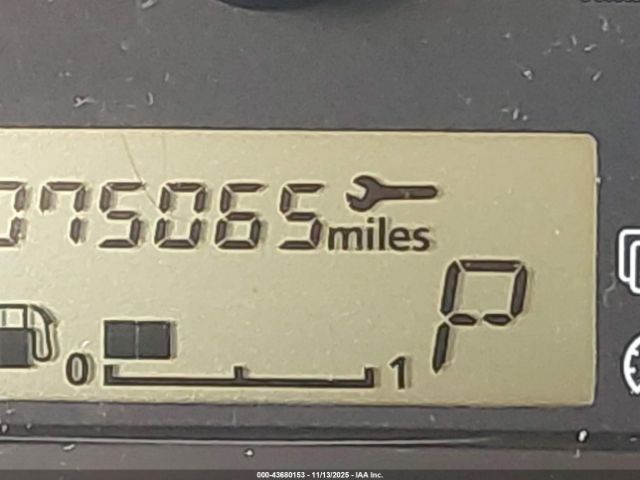 075065 miles
P
0 1
000-43680153 - 11/13/2025 - IAA Inc.